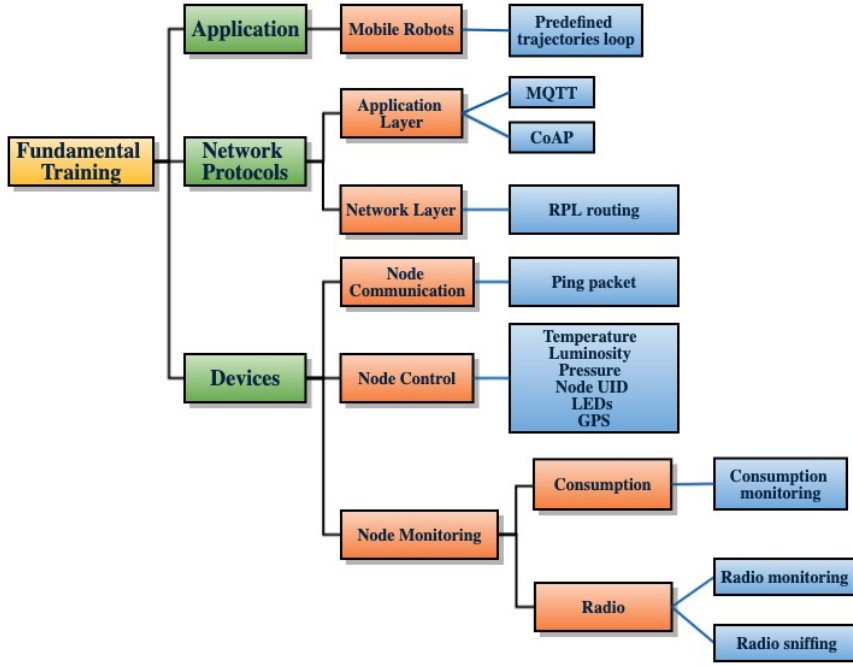 Application
Mobile Robots
Predefined
trajectories loop
Fundamental
Training
Network
Protocols
Application
Layer
MQTT
CoAP
Network Layer
RPL routing
Devices
Node
Communication
Ping packet
Node Control
Temperature
Luminosity
Pressure
Node UID
LEDs
GPS
Node Monitoring
Consumption
Consumption
monitoring
Radio
Radio monitoring
Radio sniffing